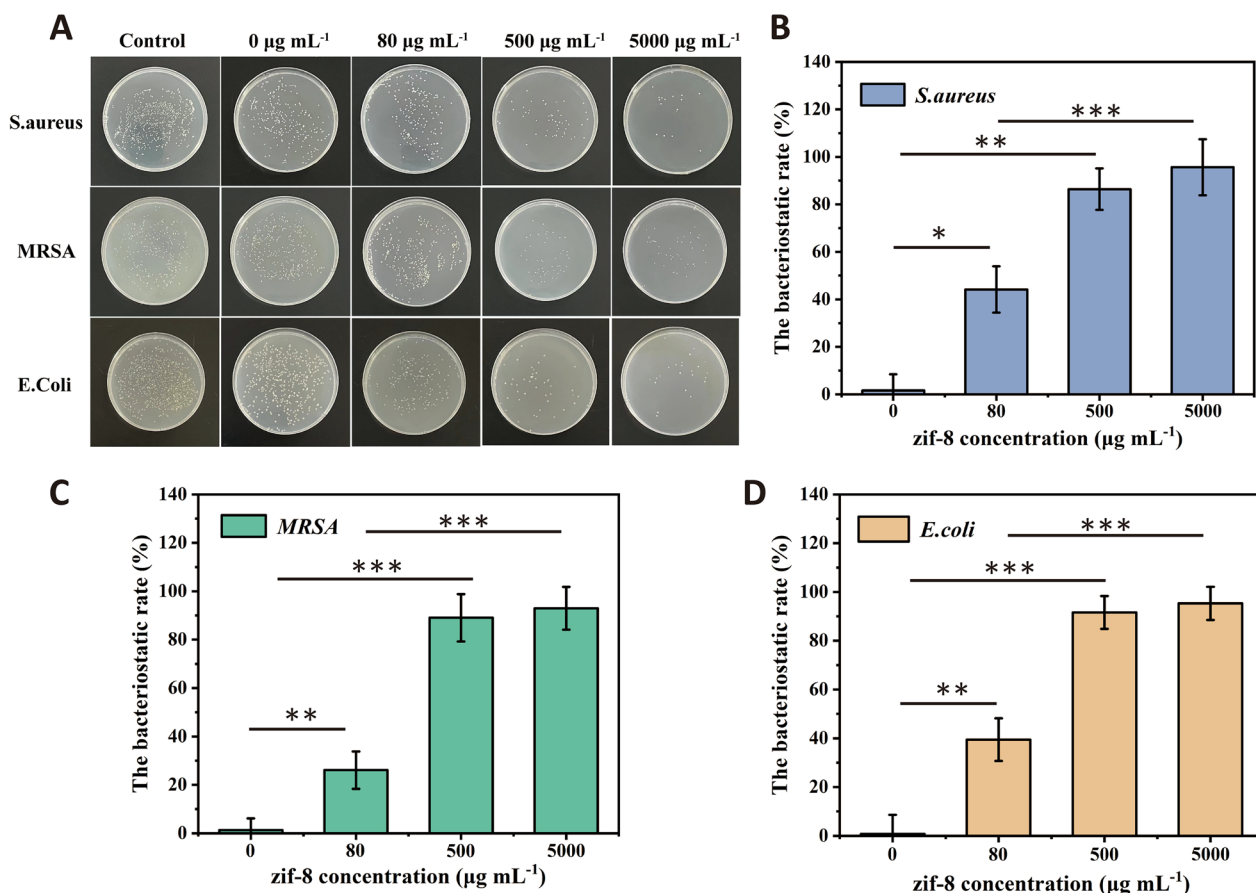 A
Control 0 μg mL⁻¹ 80 μg mL⁻¹ 500 μg mL⁻¹ 5000 μg mL⁻¹
S.aureus
MRSA
E.Coli
B
The bacteriostatic rate (%)
140
120
100
80
60
40
20
0
S.aureus
*
**
***
0 80 500 5000
zif-8 concentration (μg mL⁻¹)
C
The bacteriostatic rate (%)
140
120
100
80
60
40
20
0
MRSA
**
***
***
0 80 500 5000
zif-8 concentration (μg mL⁻¹)
D
The bacteriostatic rate (%)
140
120
100
80
60
40
20
0
E.coli
**
***
***
0 80 500 5000
zif-8 concentration (μg mL⁻¹)